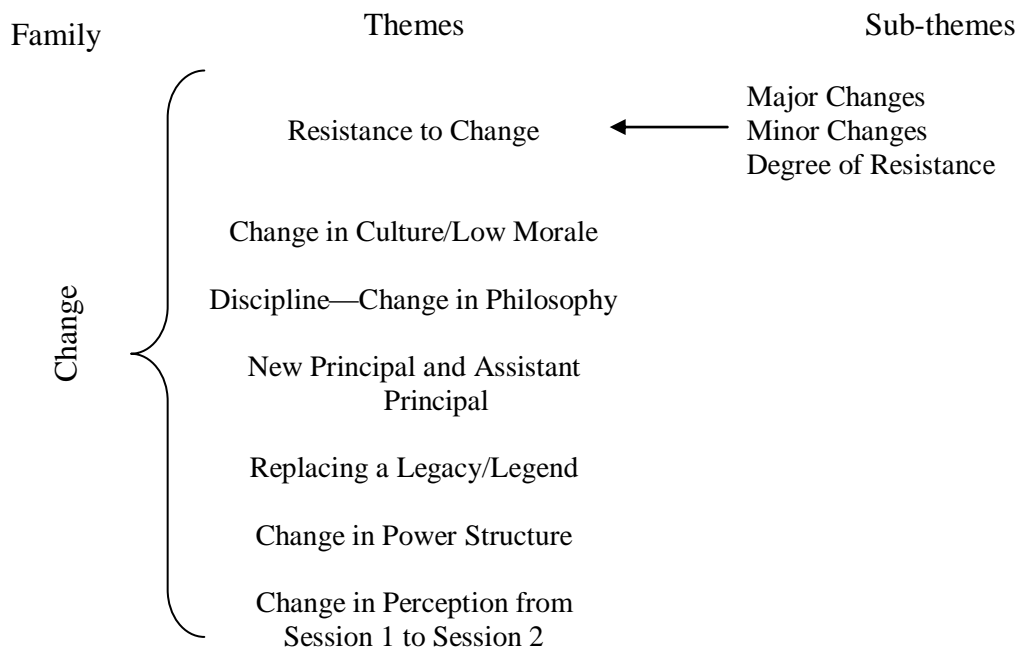 Family
Themes
Sub-themes
Change
Resistance to Change
Major Changes
Minor Changes
Degree of Resistance
Change in Culture/Low Morale
Discipline—Change in Philosophy
New Principal and Assistant
Principal
Replacing a Legacy/Legend
Change in Power Structure
Change in Perception from
Session 1 to Session 2